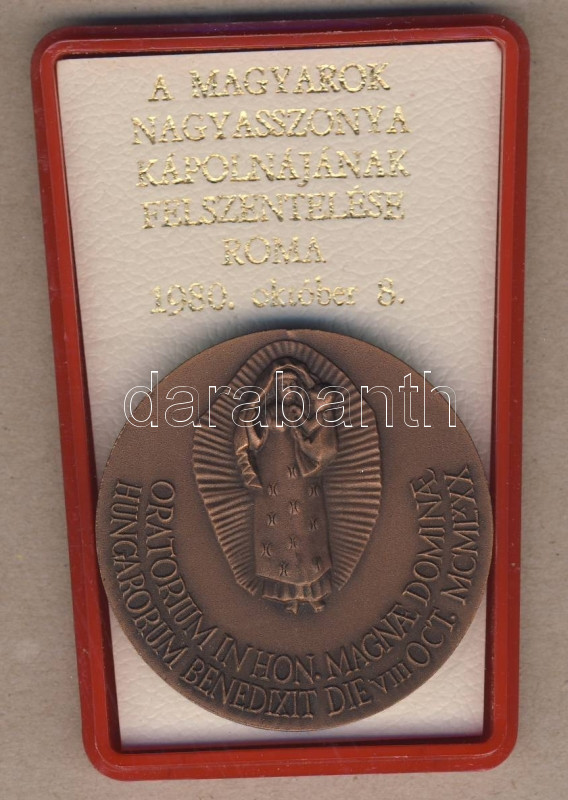 A MAGYAROK
NAGYASSZONYA
KÁPOLNÁJÁNAK
FELSZENTELÉSE
ROMA
1980. október 8.
darabanth
ORATORIUM IN HON. MAGNÆ DOMINÆ
HUNGARORUM BENEDIXIT DIE VIII OCT. MCMLXXX